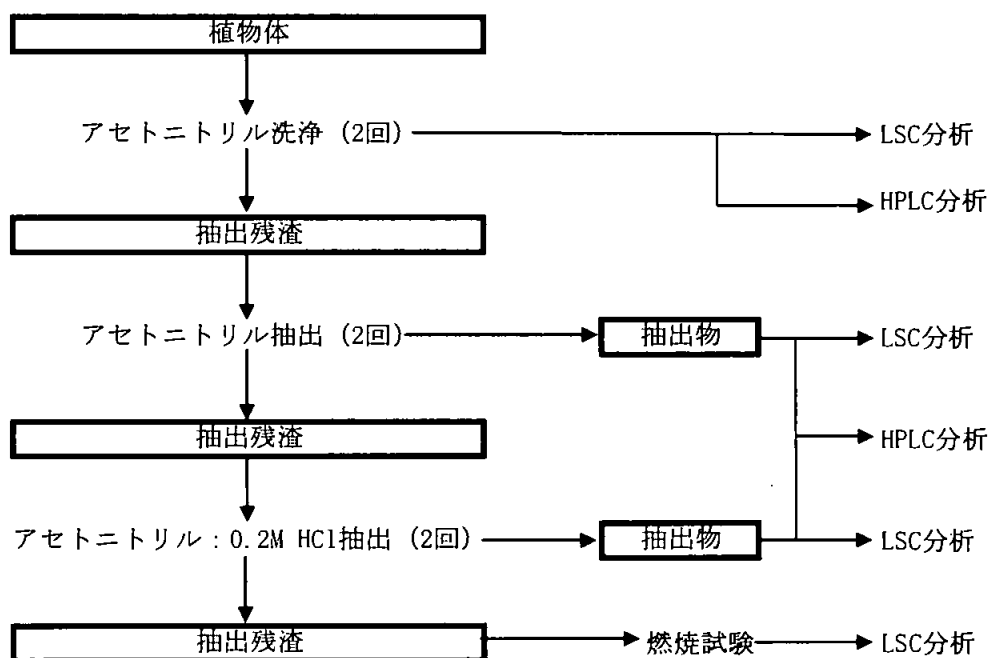 植物体
アセトニトリル洗浄 (2回)
LSC分析
HPLC分析
抽出残渣
アセトニトリル抽出 (2回)
抽出物
LSC分析
抽出残渣
HPLC分析
アセトニトリル:0.2M HCl抽出 (2回)
抽出物
LSC分析
抽出残渣
燃焼試験
LSC分析